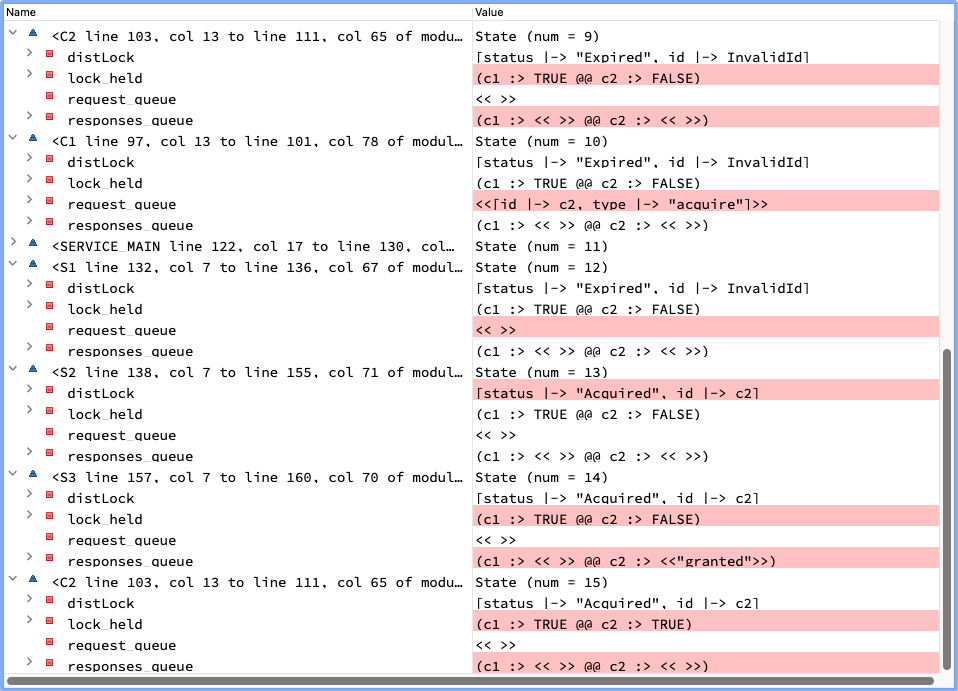 Name Value
<C2 line 103, col 13 to line 111, col 65 of modu… State (num = 9)
distLock [status |-> "Expired", id |-> InvalidId]
lock_held (c1 :> TRUE @@ c2 :> FALSE)
request_queue << >>
responses_queue (c1 :> << >> @@ c2 :> << >>)
<C1 line 97, col 13 to line 101, col 78 of modul… State (num = 10)
distLock [status |-> "Expired", id |-> InvalidId]
lock_held (c1 :> TRUE @@ c2 :> FALSE)
request_queue <<[id |-> c2, type |-> "acquire"]>>
responses_queue (c1 :> << >> @@ c2 :> << >>)
<SERVICE_MAIN line 122, col 17 to line 130, col… State (num = 11)
<S1 line 132, col 7 to line 136, col 67 of modul… State (num = 12)
distLock [status |-> "Expired", id |-> InvalidId]
lock_held (c1 :> TRUE @@ c2 :> FALSE)
request_queue << >>
responses_queue (c1 :> << >> @@ c2 :> << >>)
<S2 line 138, col 7 to line 155, col 71 of modul… State (num = 13)
distLock [status |-> "Acquired", id |-> c2]
lock_held (c1 :> TRUE @@ c2 :> FALSE)
request_queue << >>
responses_queue (c1 :> << >> @@ c2 :> << >>)
<S3 line 157, col 7 to line 160, col 70 of modul… State (num = 14)
distLock [status |-> "Acquired", id |-> c2]
lock_held (c1 :> TRUE @@ c2 :> FALSE)
request_queue << >>
responses_queue (c1 :> << >> @@ c2 :> <<"granted">>)
<C2 line 103, col 13 to line 111, col 65 of modu… State (num = 15)
distLock [status |-> "Acquired", id |-> c2]
lock_held (c1 :> TRUE @@ c2 :> TRUE)
request_queue << >>
responses_queue (c1 :> << >> @@ c2 :> << >>)